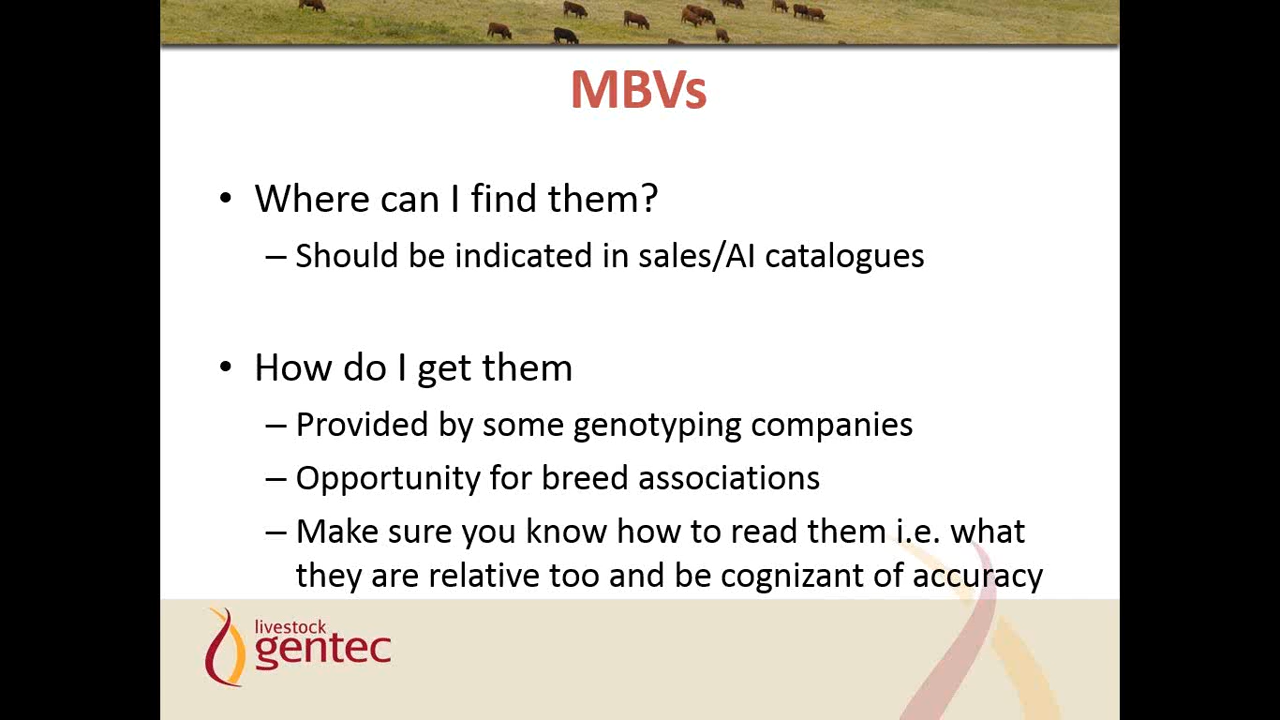 MBVs
• Where can I find them?
– Should be indicated in sales/AI catalogues
• How do I get them
– Provided by some genotyping companies
– Opportunity for breed associations
– Make sure you know how to read them i.e. what
they are relative too and be cognizant of accuracy
livestock
gentec